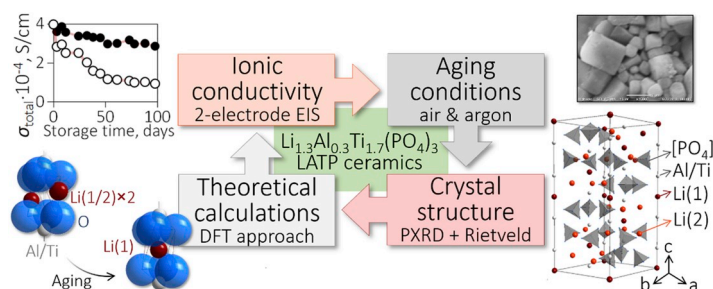 4
2
0
σtotal·10⁻⁴ S/cm
0 50 100
Storage time, days
Ionic
conductivity
2-electrode EIS
Aging
conditions
air & argon
Li₁.₃Al₀.₃Ti₁.₇(PO₄)₃
LATP ceramics
Theoretical
calculations
DFT approach
Crystal
structure
PXRD + Rietveld
Li(1/2)×2
O
Al/Ti
Li(1)
Aging
[PO₄]
Al/Ti
Li(1)
Li(2)
c
b
a